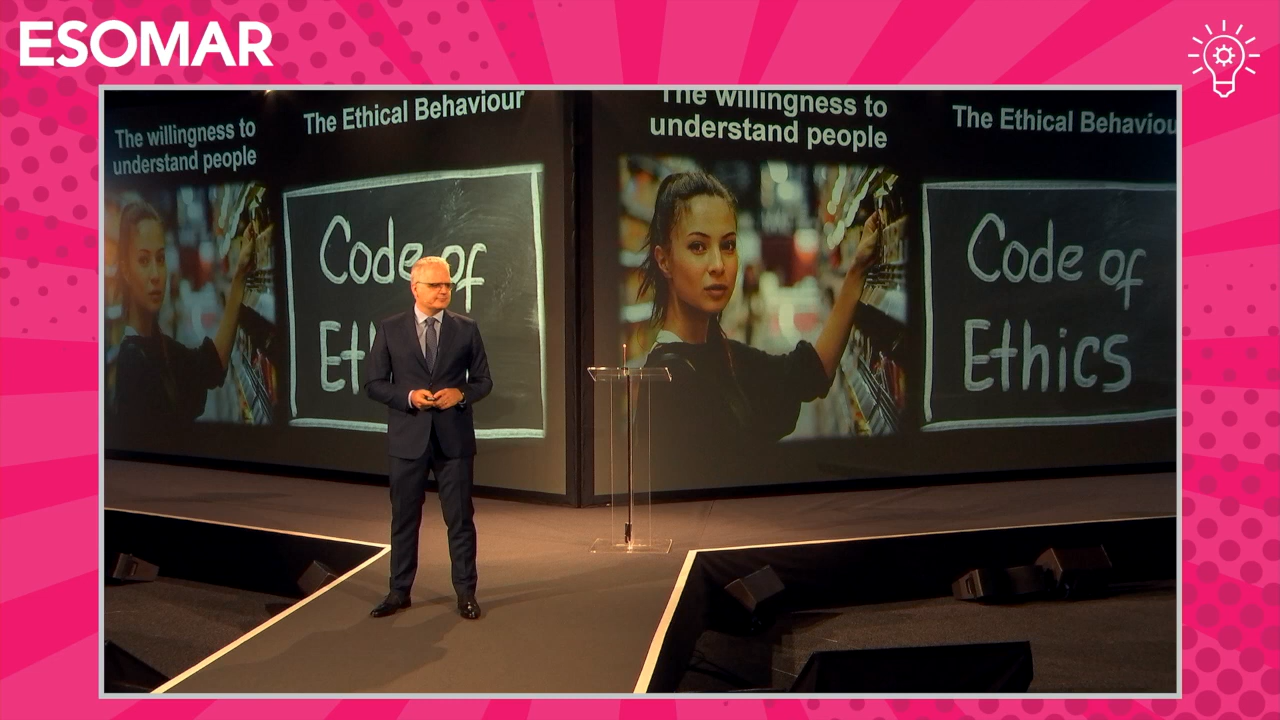 ESOMAR
The willingness to
understand people
The Ethical Behaviour
Code of
The willingness to
understand people
The Ethical Behaviou
Code of
Ethics